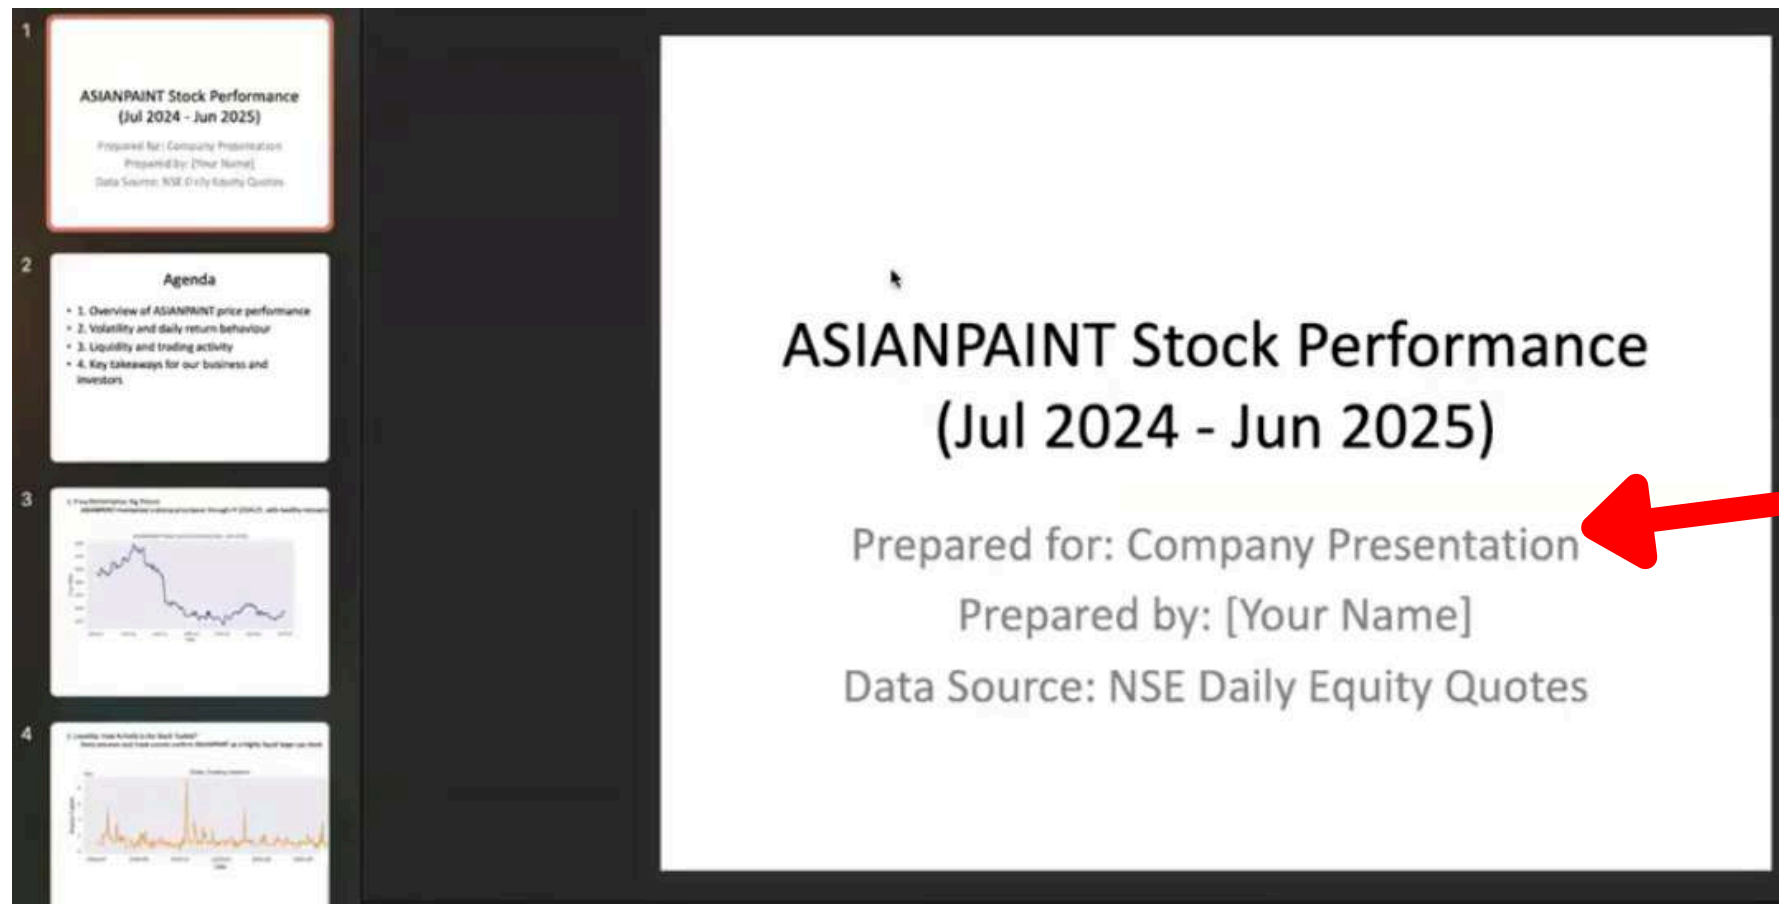 1
ASIANPAINT Stock Performance
(Jul 2024 - Jun 2025)
Prepared for: Company Presentation
Prepared by: [Your Name]
Data Source: NSE Daily Equity Quotes
2
Agenda
• 1. Overview of ASIANPAINT price performance
• 2. Volatility and daily return behaviour
• 3. Liquidity and trading activity
• 4. Key takeaways for our business and
investors
3
4
ASIANPAINT Stock Performance
(Jul 2024 - Jun 2025)
Prepared for: Company Presentation
Prepared by: [Your Name]
Data Source: NSE Daily Equity Quotes